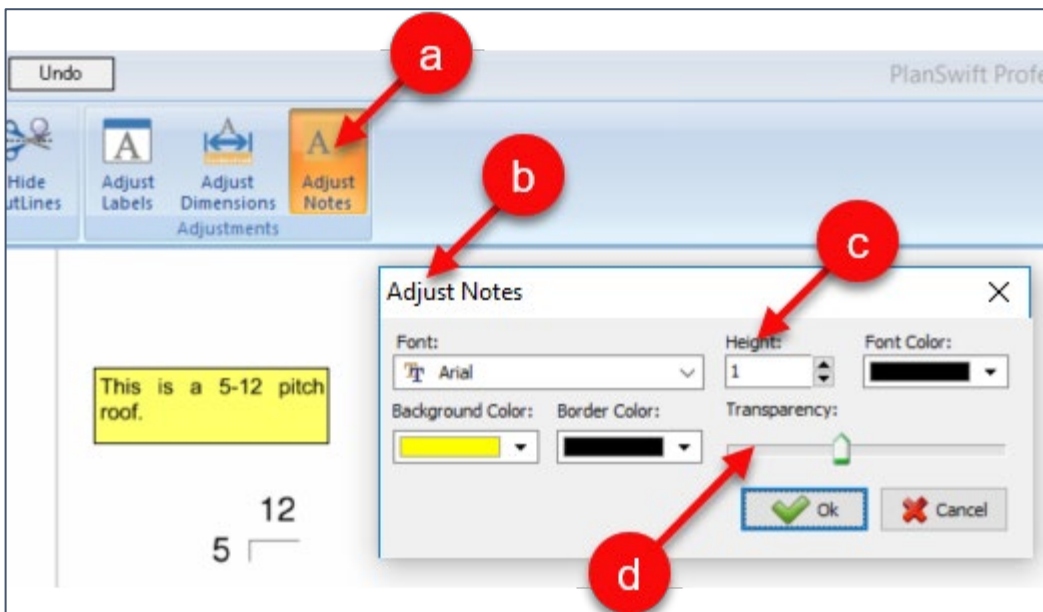 a
Undo
PlanSwift Profe
Hide
utLines
Adjust
Labels
Adjust
Dimensions
Adjust
Notes
Adjustments
b
c
Adjust Notes
Font:
Height:
Font Color:
Arial
1
Background Color:
Border Color:
Transparency:
Ok
Cancel
This is a 5-12 pitch
roof.
12
5
d